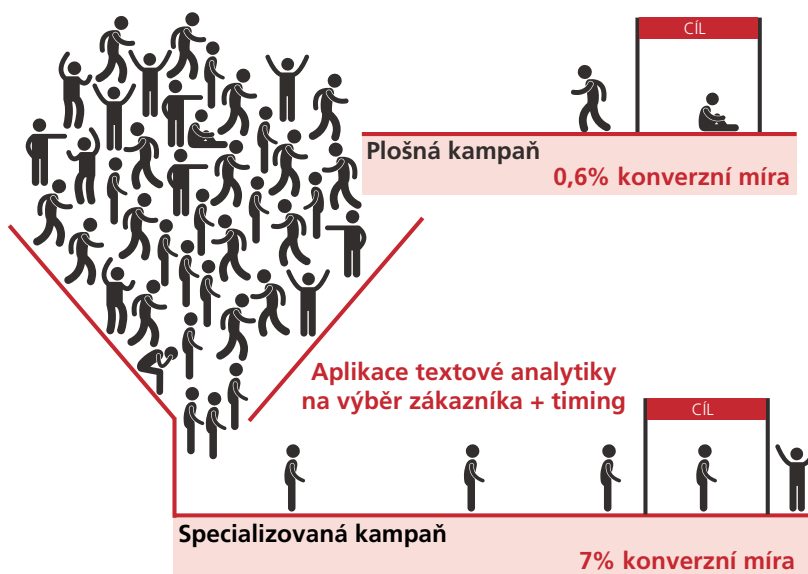 CÍL
Plošná kampaň
0,6% konverzní míra
Aplikace textové analytiky
na výběr zákazníka + timing
CÍL
Specializovaná kampaň
7% konverzní míra